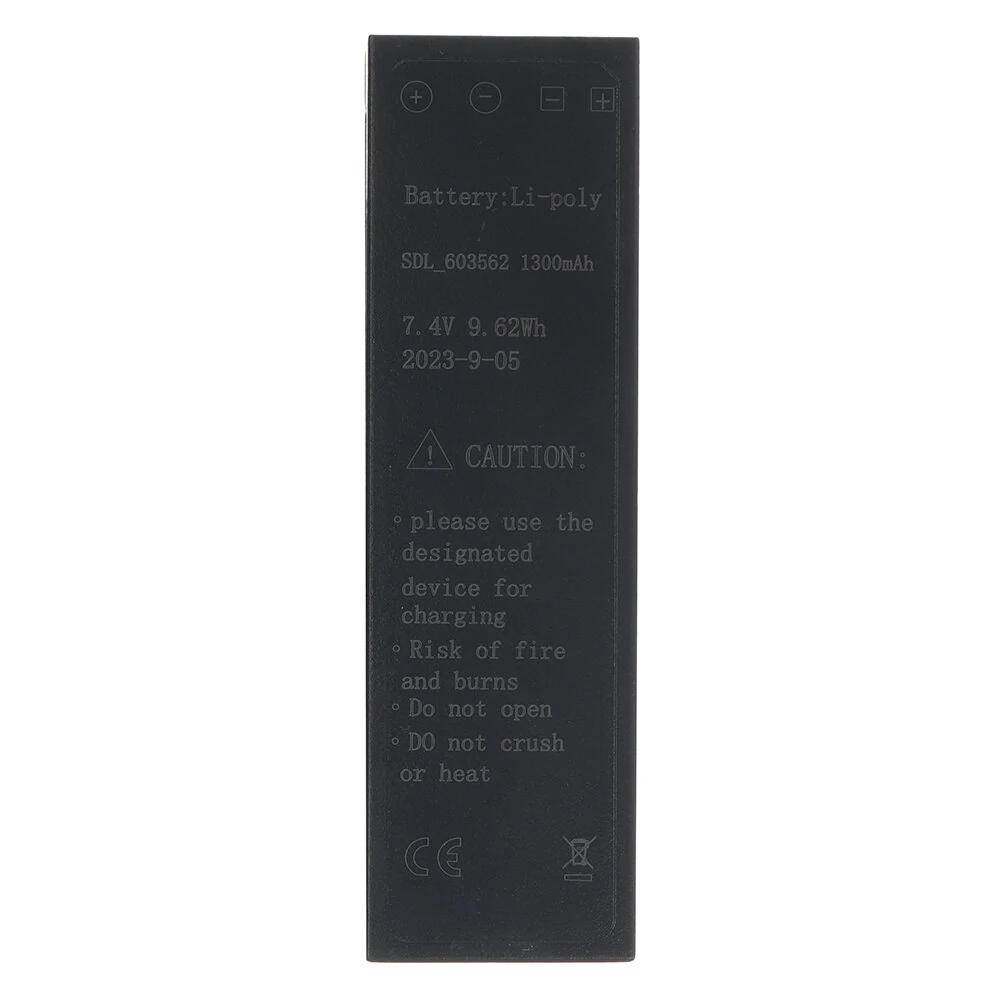 Battery:Li-poly
SDL_603562 1300mAh
7.4V 9.62Wh
2023-9-05
CAUTION:
◦please use the
designated
device for
charging
◦Risk of fire
and burns
◦Do not open
◦DO not crush
or heat
CE